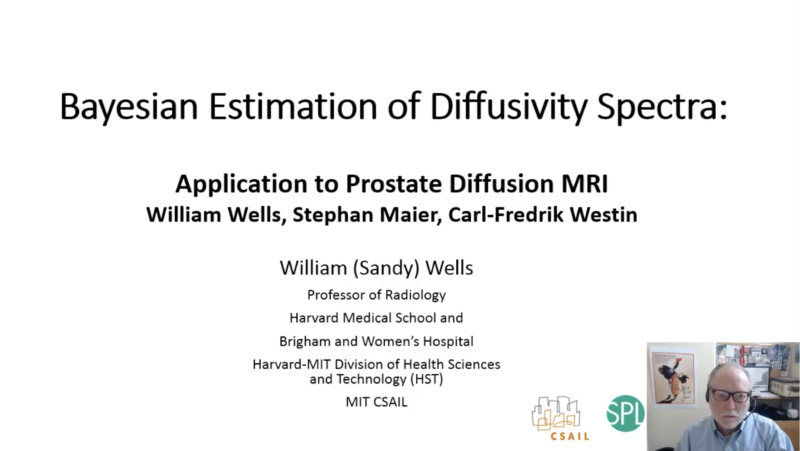 Bayesian Estimation of Diffusivity Spectra:
Application to Prostate Diffusion MRI
William Wells, Stephan Maier, Carl-Fredrik Westin
William (Sandy) Wells
Professor of Radiology
Harvard Medical School and
Brigham and Women's Hospital
Harvard-MIT Division of Health Sciences
and Technology (HST)
MIT CSAIL
CSAIL
SPL